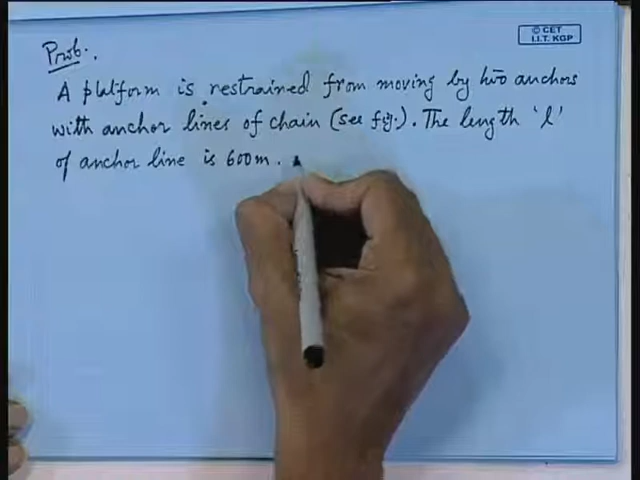 © CET
I.I.T. KGP
Prob.
A platform is restrained from moving by two anchors
with anchor lines of chain (see fig.). The length 'l'
of anchor line is 600m.